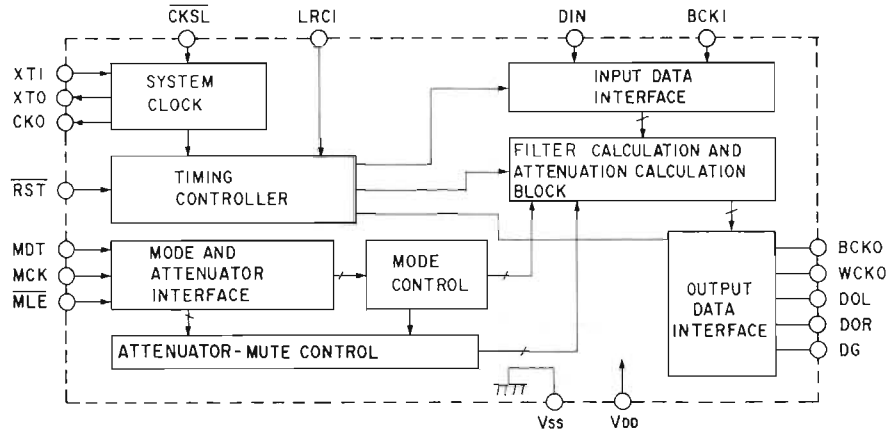 CKSL
LRCI
DIN
BCKI
XTI
XTO
CKO
SYSTEM
CLOCK
INPUT DATA
INTERFACE
RST
TIMING
CONTROLLER
FILTER CALCULATION AND
ATTENUATION CALCULATION
BLOCK
MDT
MCK
MLE
MODE AND
ATTENUATOR
INTERFACE
MODE
CONTROL
OUTPUT
DATA
INTERFACE
BCKO
WCKO
DOL
DOR
DG
ATTENUATOR-MUTE CONTROL
VSS
VDD